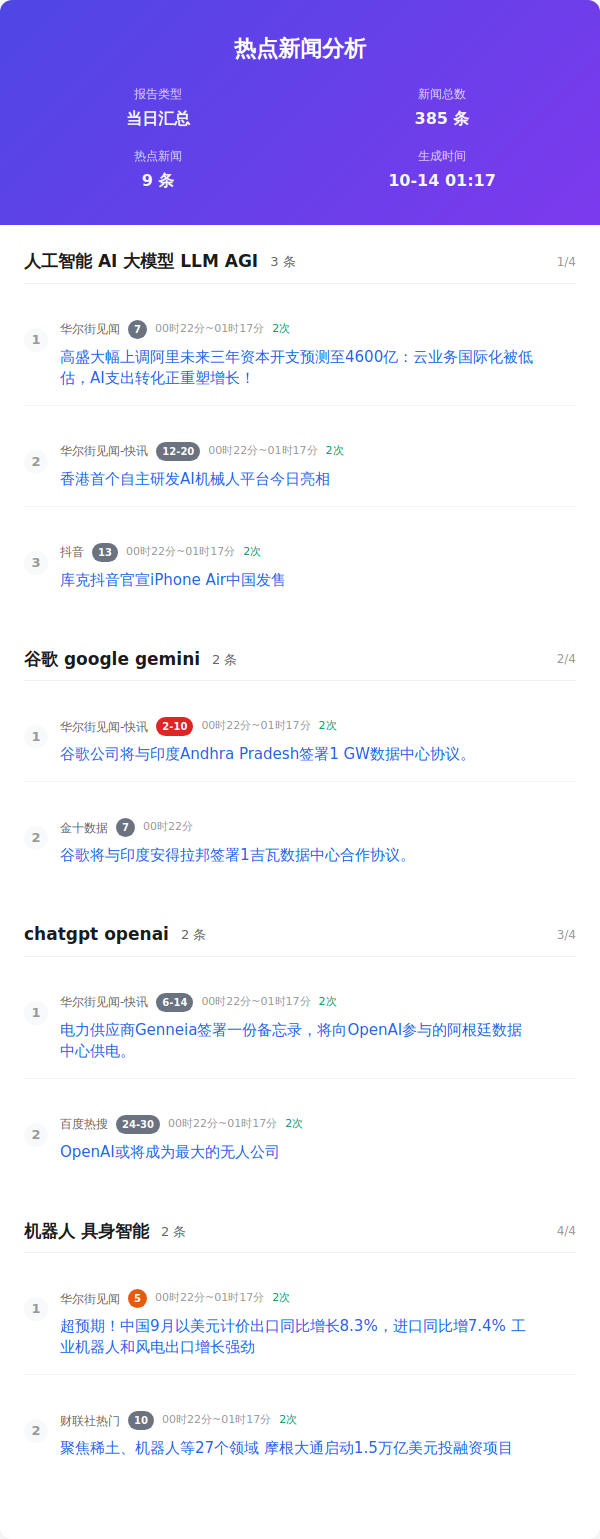 热点新闻分析
报告类型
新闻总数
当日汇总
385 条
热点新闻
生成时间
9 条
10-14 01:17
人工智能 AI 大模型 LLM AGI 3 条 1/4
1
华尔街见闻 7 00时22分~01时17分 2次
高盛大幅上调阿里未来三年资本开支预测至4600亿：云业务国际化被低
估，AI支出转化正重塑增长！
2
华尔街见闻-快讯 12-20 00时22分~01时17分 2次
香港首个自主研发AI机械人平台今日亮相
3
抖音 13 00时22分~01时17分 2次
库克抖音官宣iPhone Air中国发售
谷歌 google gemini 2 条 2/4
1
华尔街见闻-快讯 2-10 00时22分~01时17分 2次
谷歌公司将与印度Andhra Pradesh签署1 GW数据中心协议。
2
金十数据 7 00时22分
谷歌将与印度安得拉邦签署1吉瓦数据中心合作协议。
chatgpt openai 2 条 3/4
1
华尔街见闻-快讯 6-14 00时22分~01时17分 2次
电力供应商Genneia签署一份备忘录，将向OpenAI参与的阿根廷数据
中心供电。
2
百度热搜 24-30 00时22分~01时17分 2次
OpenAI或将成为最大的无人公司
机器人 具身智能 2 条 4/4
1
华尔街见闻 5 00时22分~01时17分 2次
超预期！中国9月以美元计价出口同比增长8.3%，进口同比增7.4% 工
业机器人和风电出口增长强劲
2
财联社热门 10 00时22分~01时17分 2次
聚焦稀土、机器人等27个领域 摩根大通启动1.5万亿美元投融资项目